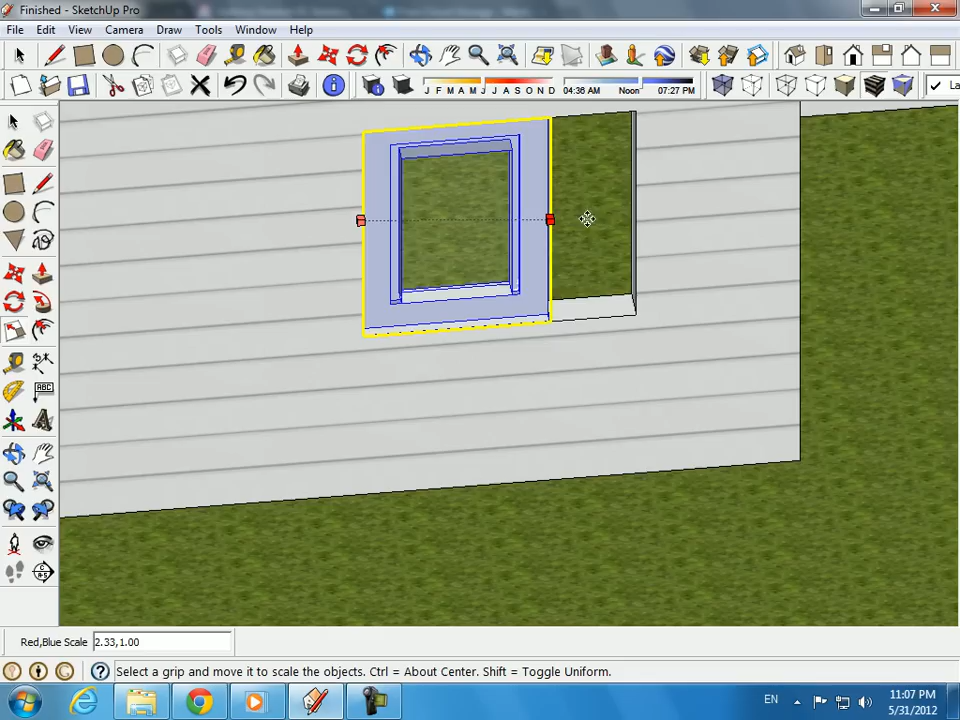 Finished - SketchUp Pro
File Edit View Camera Draw Tools Window Help
J F M A M J J A S O N D 04:36 AM Noon 07:27 PM
La
ABC
Red,Blue Scale 2.33,1.00
Select a grip and move it to scale the objects. Ctrl = About Center. Shift = Toggle Uniform.
EN
11:07 PM
5/31/2012